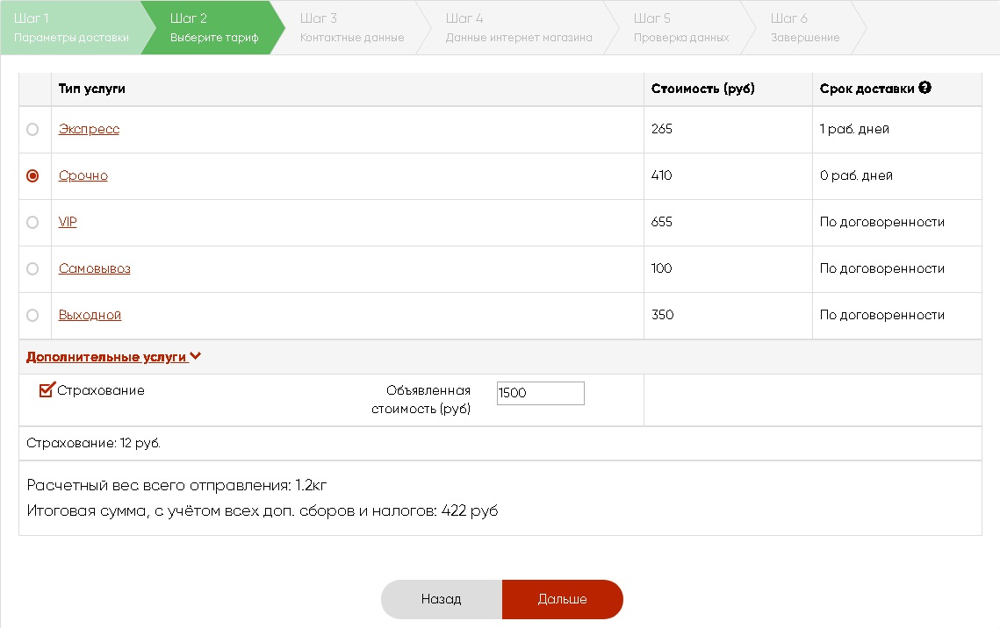 Шаг 1
Параметры доставки
Шаг 2
Выберите тариф
Шаг 3
Контактные данные
Шаг 4
Данные интернет магазина
Шаг 5
Проверка данных
Шаг 6
Завершение
Тип услуги Стоимость (руб) Срок доставки ?
Экспресс 265 1 раб. дней
Срочно 410 0 раб. дней
VIP 655 По договоренности
Самовывоз 100 По договоренности
Выходной 350 По договоренности
Дополнительные услуги
Страхование Объявленная 1500
стоимость (руб)
Страхование: 12 руб.
Расчетный вес всего отправления: 1.2кг
Итоговая сумма, с учётом всех доп. сборов и налогов: 422 руб
Назад Дальше